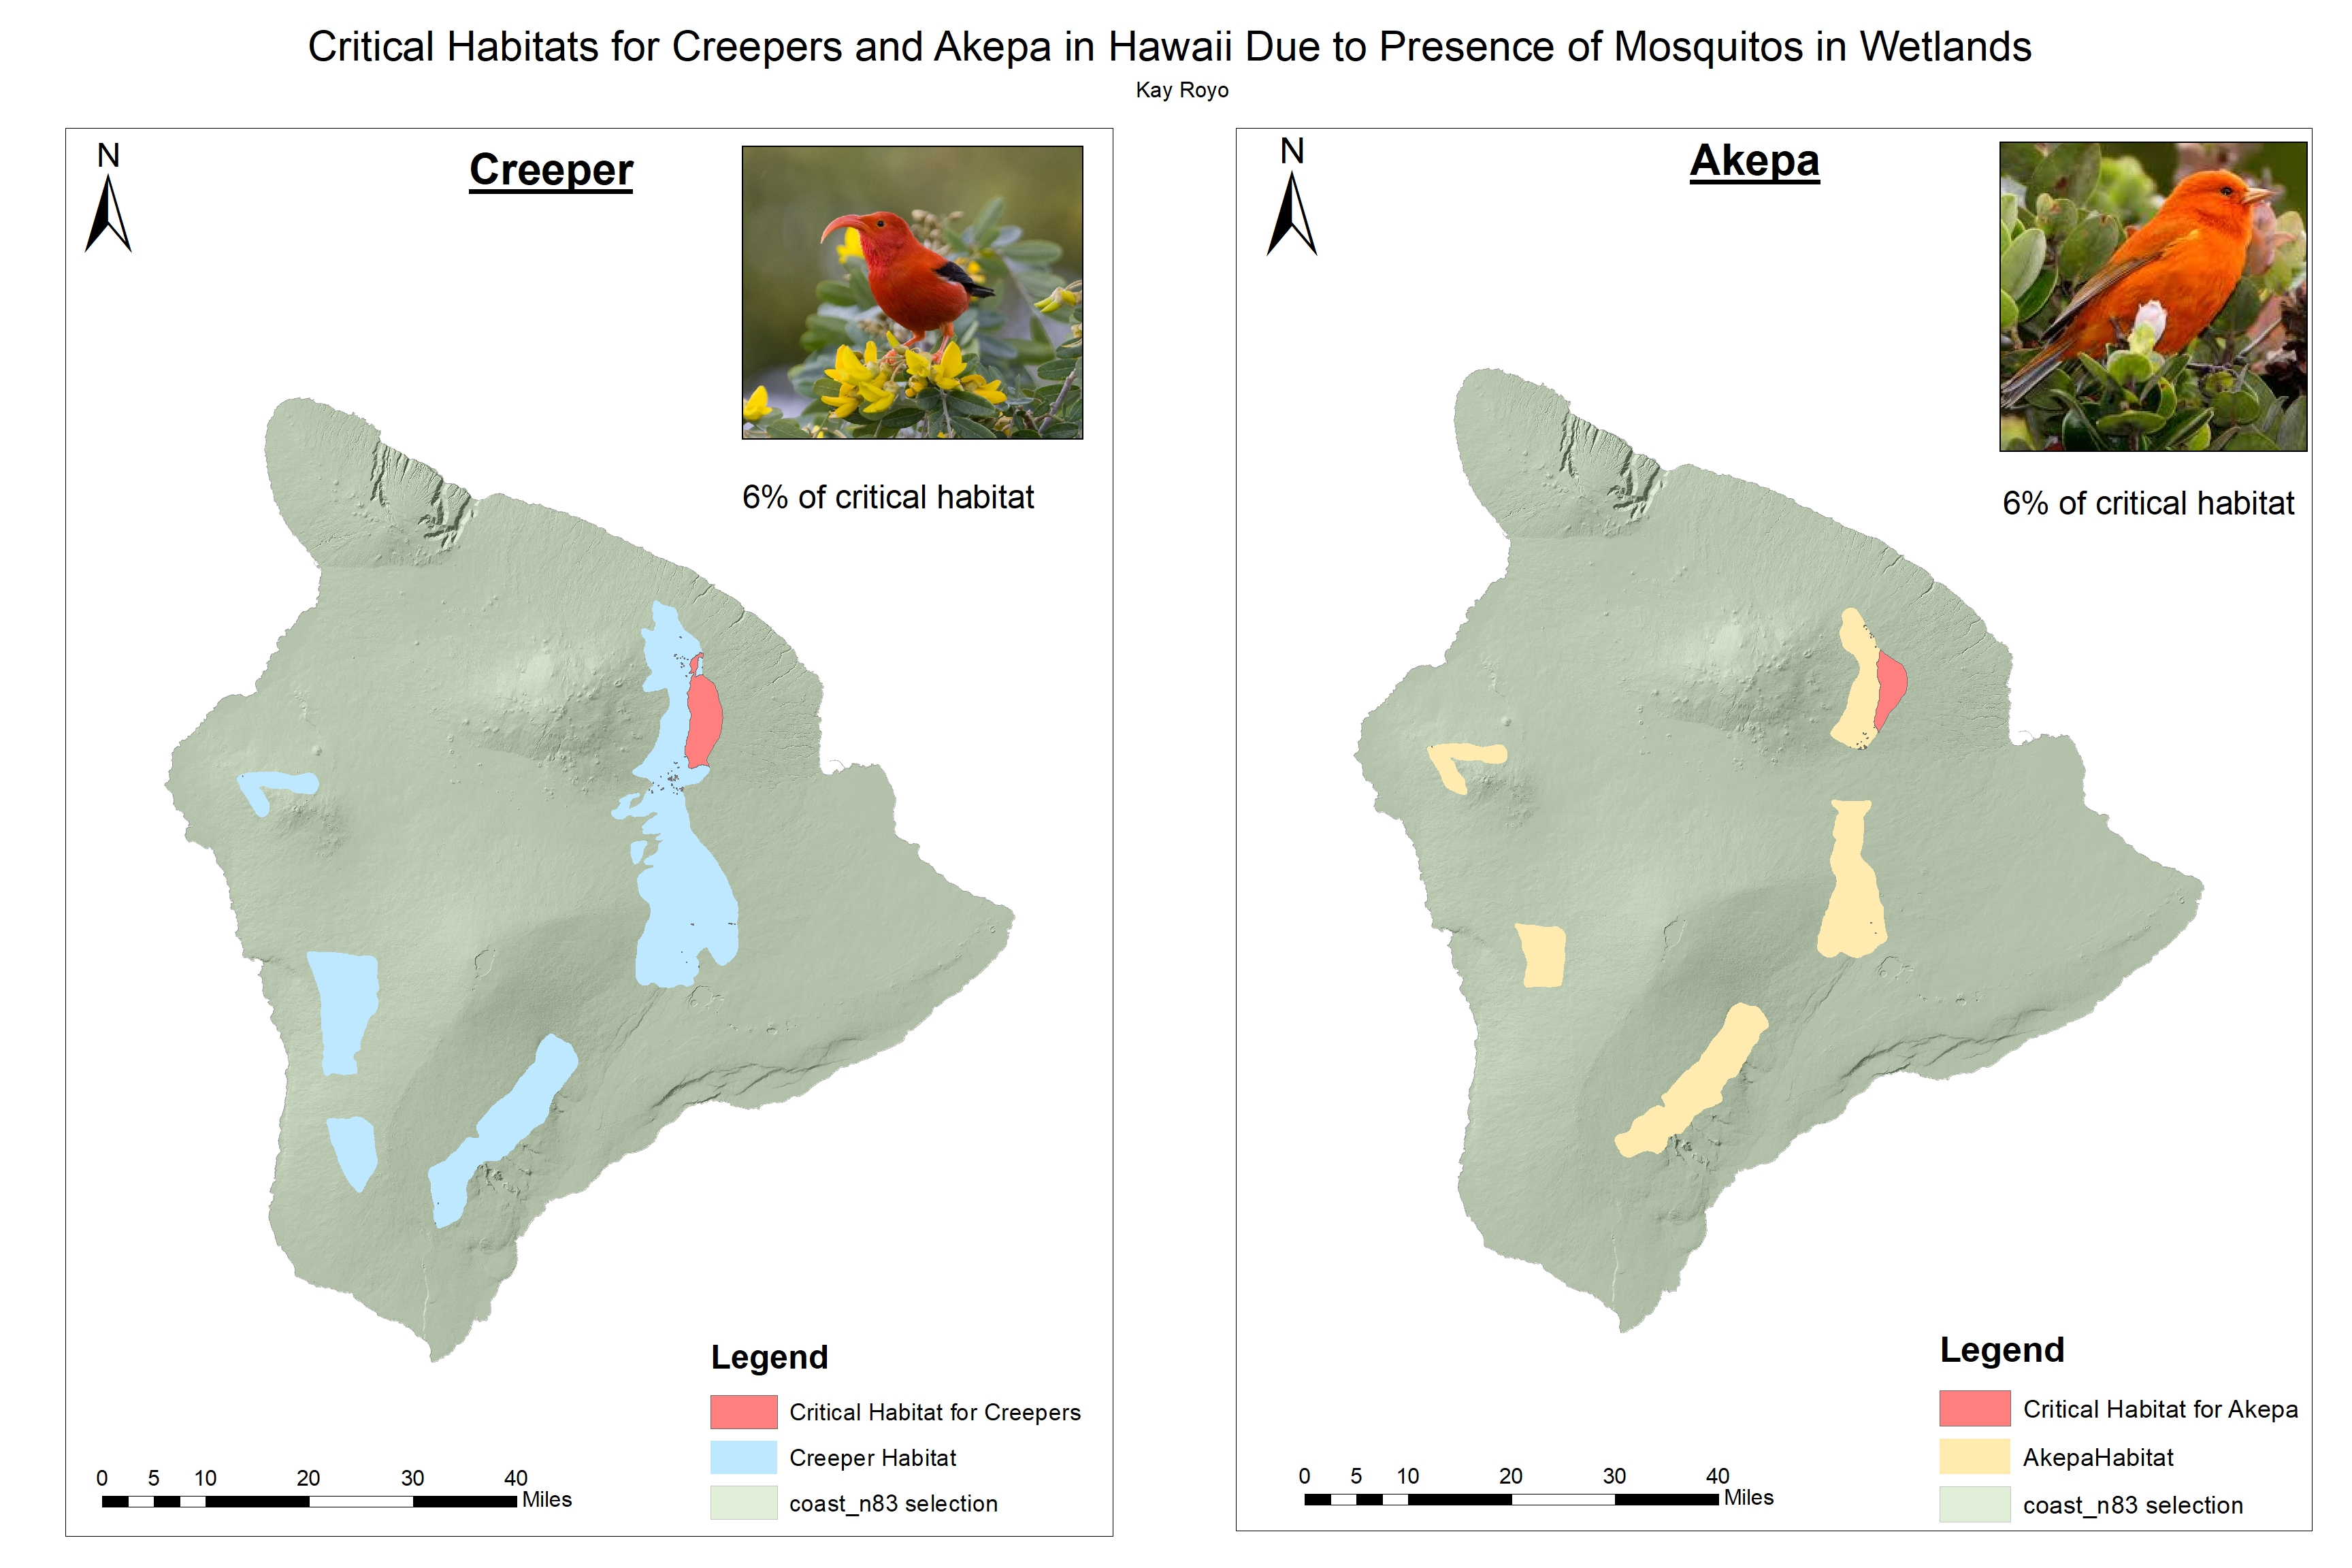 Critical Habitats for Creepers and Akepa in Hawaii Due to Presence of Mosquitos in Wetlands
Kay Royo
N
Creeper
6% of critical habitat
Legend
Critical Habitat for Creepers
Creeper Habitat
coast_n83 selection
0 5 10 20 30 40
Miles
N
Akepa
6% of critical habitat
Legend
Critical Habitat for Akepa
AkepaHabitat
coast_n83 selection
0 5 10 20 30 40
Miles